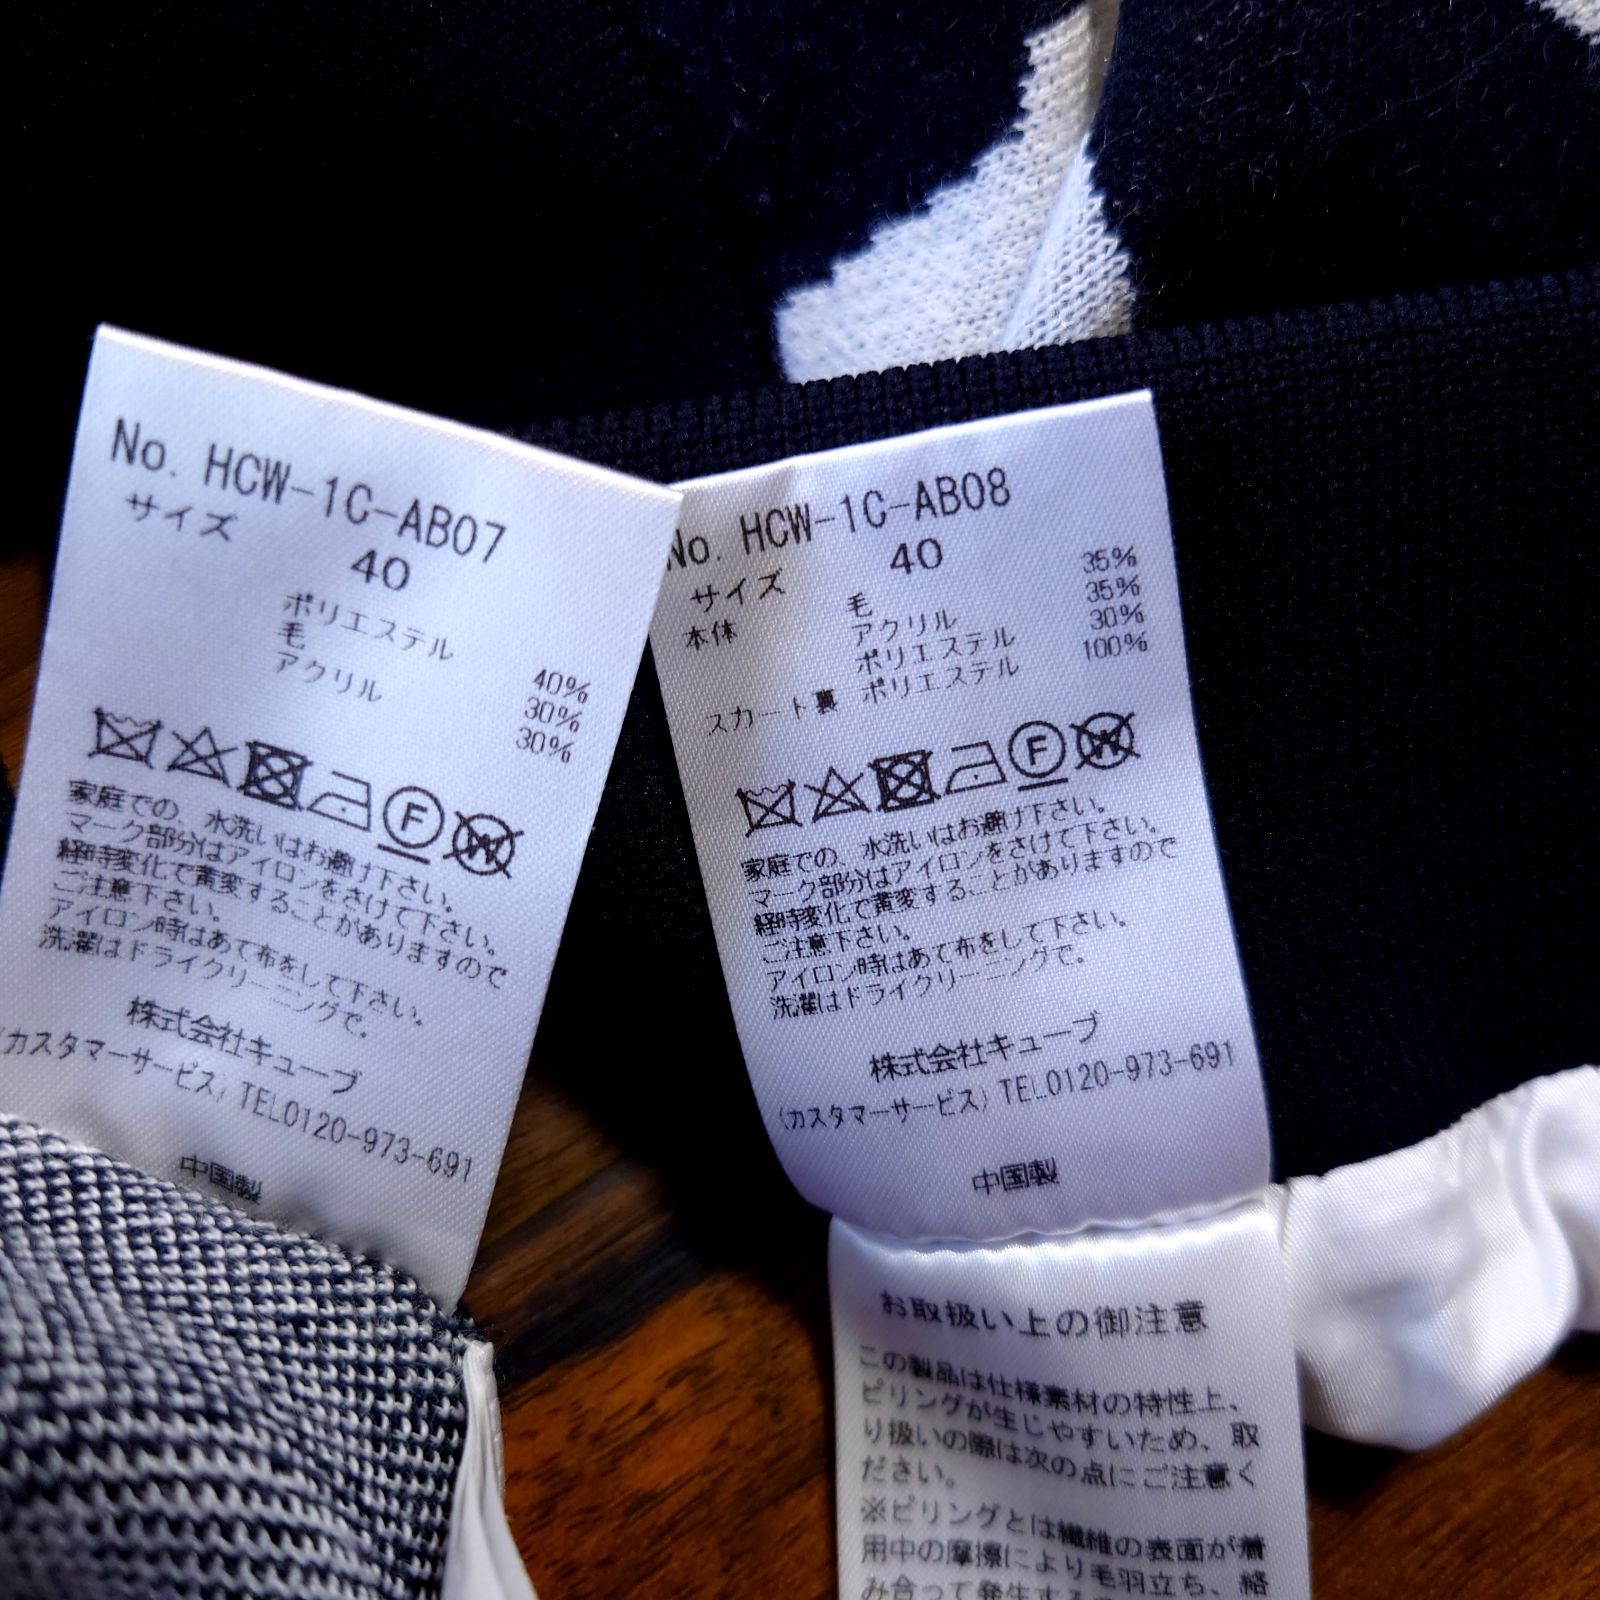 No. HCW-1C-AB07
サイズ 40
ポリエステル 40%
毛 30%
アクリル 30%
F
W
家庭での、水洗いはお避け下さい。
マーク部分はアイロンをさけて下さい。
経時変化で黄変することがありますので
ご注意下さい。
アイロン時はあて布をして下さい。
洗濯はドライクリーニングで。
株式会社キューブ
(カスタマーサービス) TEL0120-973-691
中国製
No. HCW-1C-AB08
サイズ 40
本体 毛 35%
アクリル 35%
ポリエステル 30%
スカート裏 ポリエステル 100%
F
W
家庭での、水洗いはお避け下さい。
マーク部分はアイロンをさけて下さい。
経時変化で黄変することがありますので
ご注意下さい。
アイロン時はあて布をして下さい。
洗濯はドライクリーニングで。
株式会社キューブ
(カスタマーサービス) TEL0120-973-691
中国製
お取扱い上の御注意
この製品は仕様素材の特性上、
ピリングが生じやすいため、取
り扱いの際は次の点にご注意く
ださい。
※ピリングとは繊維の表面が着
用中の摩擦により毛羽立ち、絡
み合って発生する